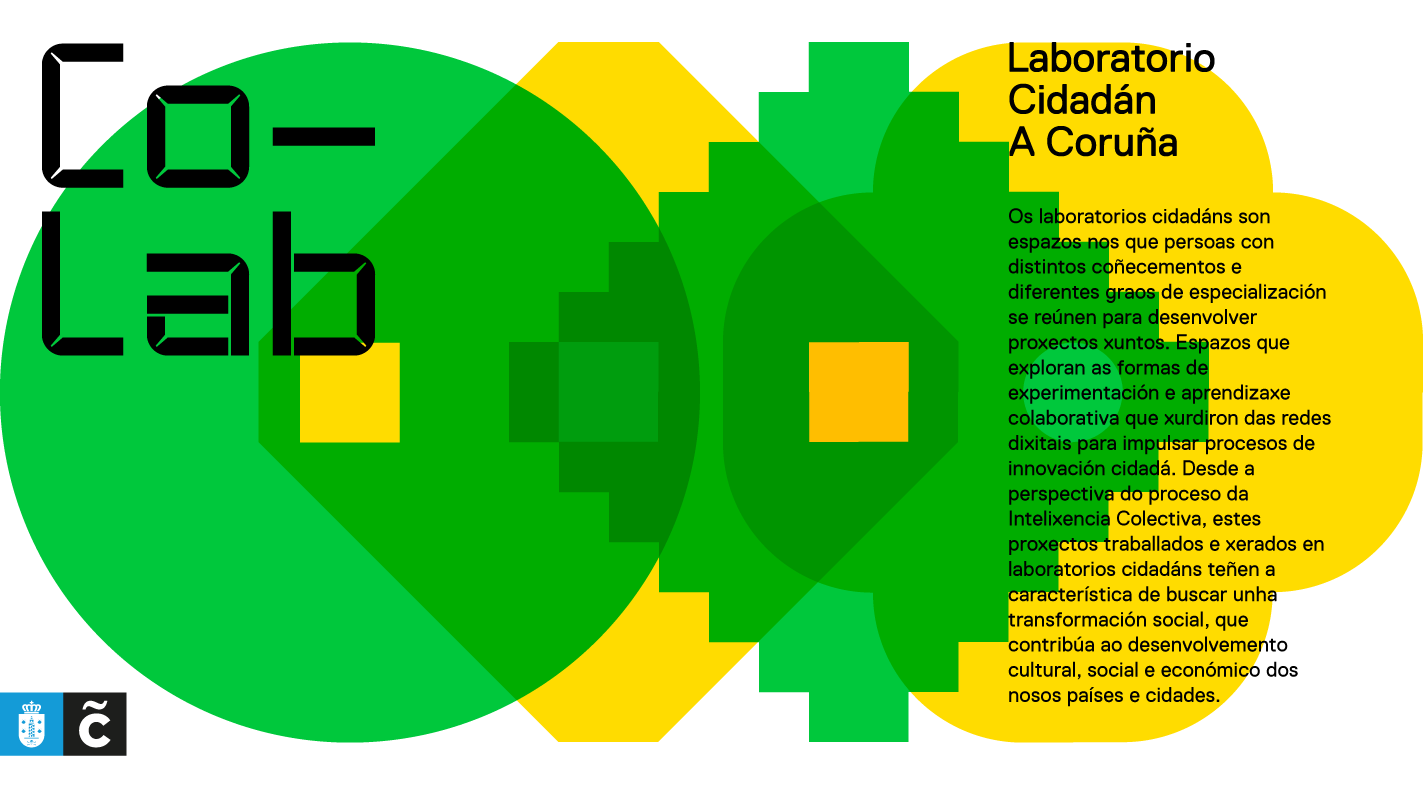 Co-
Lab
Laboratorio
Cidadán
A Coruña
Os laboratorios cidadáns son
espazos nos que persoas con
distintos coñecementos e
diferentes graos de especialización
se reúnen para desenvolver
proxectos xuntos. Espazos que
exploran as formas de
experimentación e aprendizaxe
colaborativa que xurdiron das redes
dixitais para impulsar procesos de
innovación cidadá. Desde a
perspectiva do proceso da
Intelixencia Colectiva, estes
proxectos traballados e xerados en
laboratorios cidadáns teñen a
característica de buscar unha
transformación social, que
contribúa ao desenvolvemento
cultural, social e económico dos
nosos países e cidades.